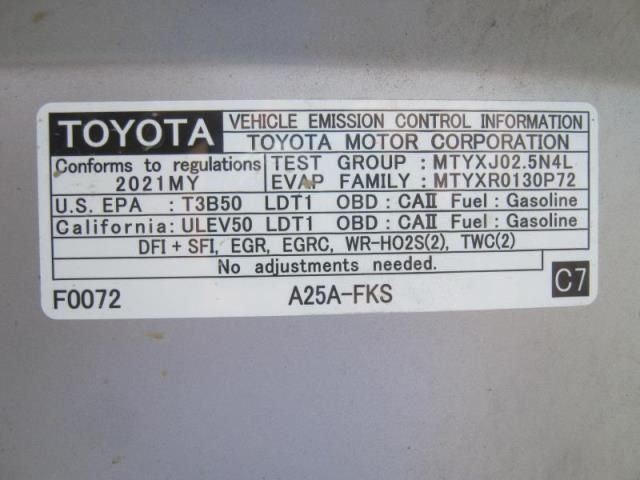 TOYOTA VEHICLE EMISSION CONTROL INFORMATION
TOYOTA MOTOR CORPORATION
Conforms to regulations TEST GROUP : MTYXJ02.5N4L
2021MY EVAP FAMILY : MTYXR0130P72
U.S. EPA : T3B50 LDT1 OBD : CAⅡ Fuel : Gasoline
California: ULEV50 LDT1 OBD : CAⅡ Fuel : Gasoline
DFI + SFI, EGR, EGRC, WR-HO2S(2), TWC(2)
No adjustments needed.
F0072 A25A-FKS C7